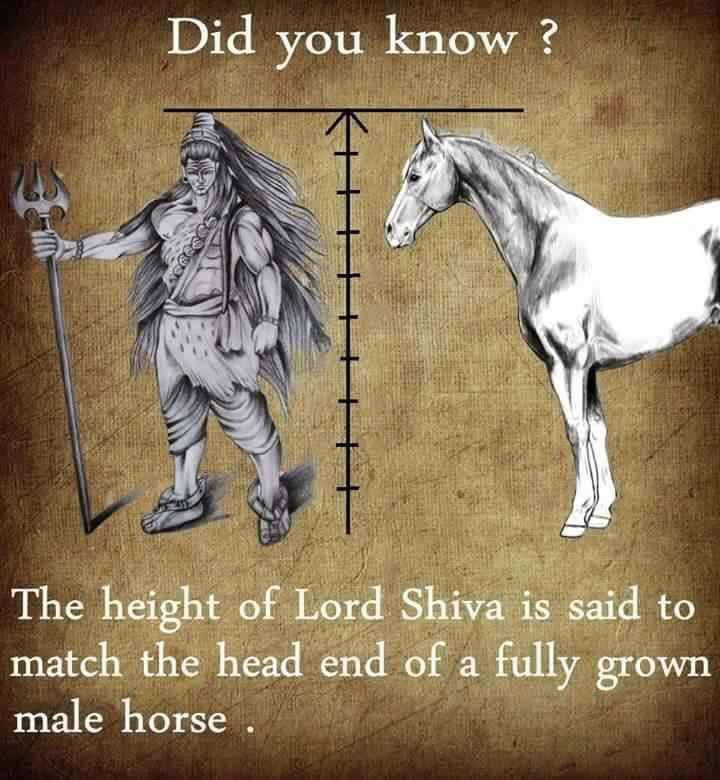 Did you know ?
The height of Lord Shiva is said to
match the head end of a fully grown
male horse .